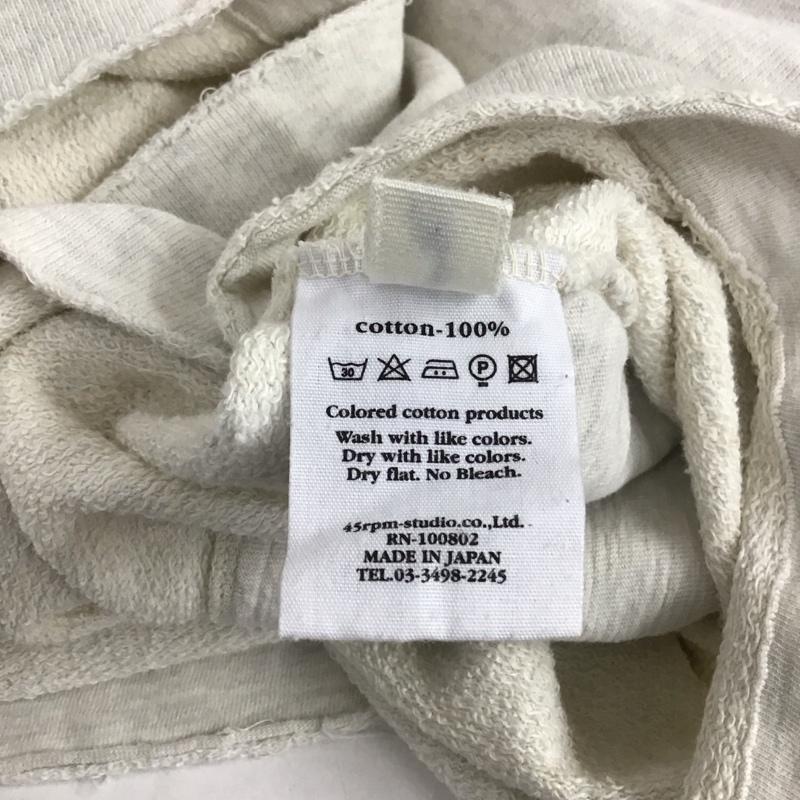 cotton-100%
30 P
Colored cotton products
Wash with like colors.
Dry with like colors.
Dry flat. No Bleach.
45rpm-studio.co.,Ltd.
RN-100802
MADE IN JAPAN
TEL.03-3498-2245